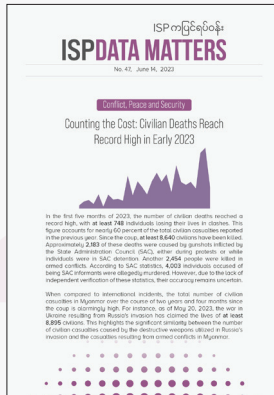 ISP ကပြင်ရပ်ဝန်း
ISPDATA MATTERS
No. 47, June 14, 2023
Conflict, Peace and Security
Counting the Cost: Civilian Deaths Reach
Record High in Early 2023
In the first five months of 2023, the number of civilian deaths reached a
record high, with at least 748 individuals losing their lives in clashes. This
figure accounts for nearly 60 percent of the total civilian casualties reported
in the previous year. Since the coup, at least 8,640 civilians have been killed.
Approximately 2,183 of these deaths were caused by gunshots inflicted by
the State Administration Council (SAC), either during protests or while
individuals were in SAC detention. Another 2,454 people were killed in
armed conflicts. According to SAC statistics, 4,003 individuals accused of
being SAC informants were allegedly murdered. However, due to the lack of
independent verification of these statistics, their accuracy remains uncertain.
When compared to international incidents, the total number of civilian
casualties in Myanmar over the course of two years and four months since
the coup is alarmingly high. For instance, as of May 20, 2023, the war in
Ukraine resulting from Russia's invasion has claimed the lives of at least
8,895 civilians. This highlights the significant similarity between the number
of civilian casualties caused by the destructive weapons utilized in Russia's
invasion and the casualties resulting from armed conflicts in Myanmar.